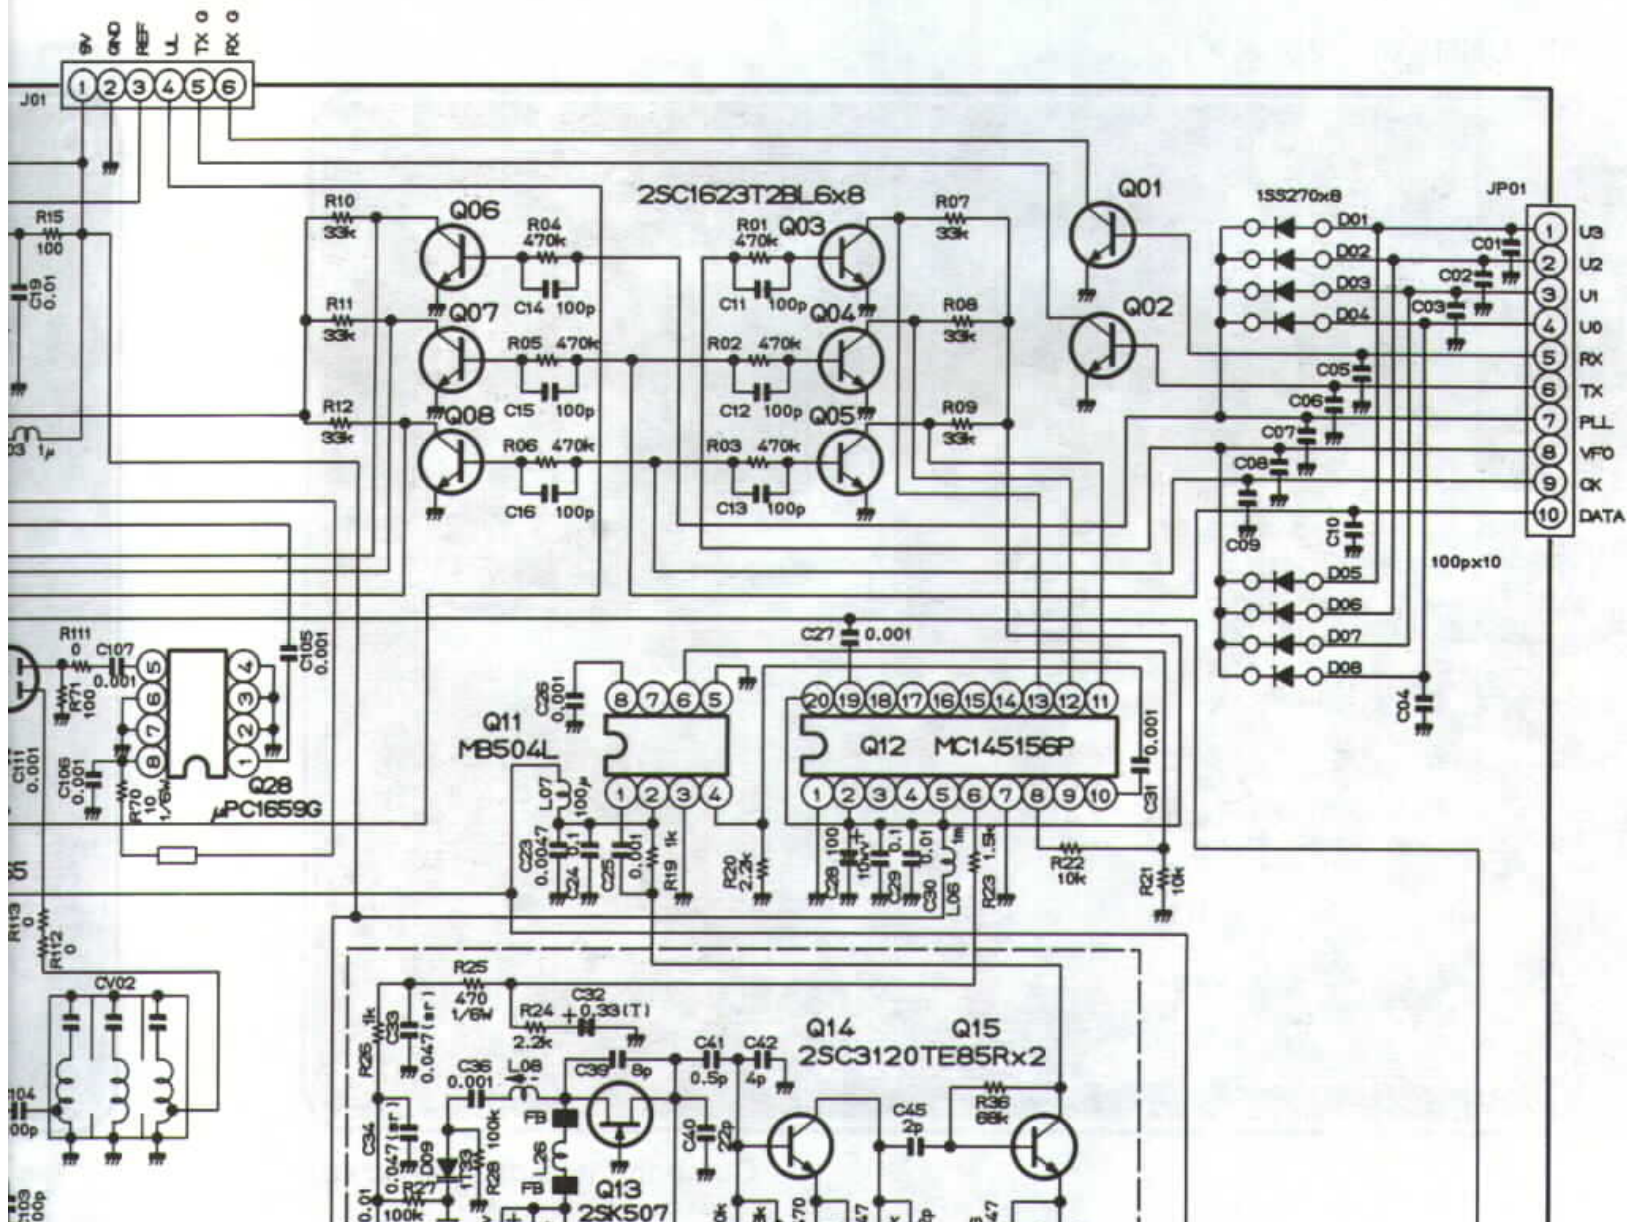 9V
GND
REF
UL
TX G
RX G
1 2 3 4 5 6
J01
R15
100
C19
0.01
1μ
R10
33k
R11
33k
R12
33k
Q06
Q07
Q08
R04
470k
C14 100p
R05 470k
C15 100p
R06 470k
C16 100p
2SC1623T2BL6x8
R01
470k
C11 100p
R02 470k
C12 100p
R03 470k
C13 100p
Q03
Q04
Q05
R07
33k
R08
33k
R09
33k
Q01
Q02
1SS270x8
D01
D02
D03
D04
JP01
1 U3
2 U2
3 U1
4 U0
5 RX
6 TX
7 PLL
8 VFO
9 CK
10 DATA
C01
C02
C03
C05
C06
C07
C08
C09
C10
100px10
D05
D06
D07
D08
C04
R111
0
C107
0.001
R71
100
C105
0.001
5 4
6 3
7 2
8 1
Q28
μPC1659G
C111
0.001
C106
0.001
R70
10
1/6W
R113
0
R112
0
CV02
104
C103
Q11
MB504L
C26
0.001
8 7 6 5
1 2 3 4
L07
100μ
C23
0.0047
C24
0.1
C25
0.001
R19 1k
R20
2.2k
C27 0.001
20 19 18 17 16 15 14 13 12 11
Q12 MC145156P
1 2 3 4 5 6 7 8 9 10
C31
0.001
C28
100
10wv
C29
0.1
C30
0.01
L06
1m
R23 1.5k
R22
10k
R21
10k
R25
470
1/6W
R26 1k
C33
0.047(ar)
R24
2.2k
C32
+ 0.33(T)
C36
0.001
L08
C39 8p
C41
0.5p
C42
4p
C34
0.047(ar)
D09
1T33
R28 100k
R27
100k
0.01
FB
L26
FB
Q13
2SK507
C40
22p
Q14 Q15
2SC3120TE85Rx2
C45
2p
R36
68k